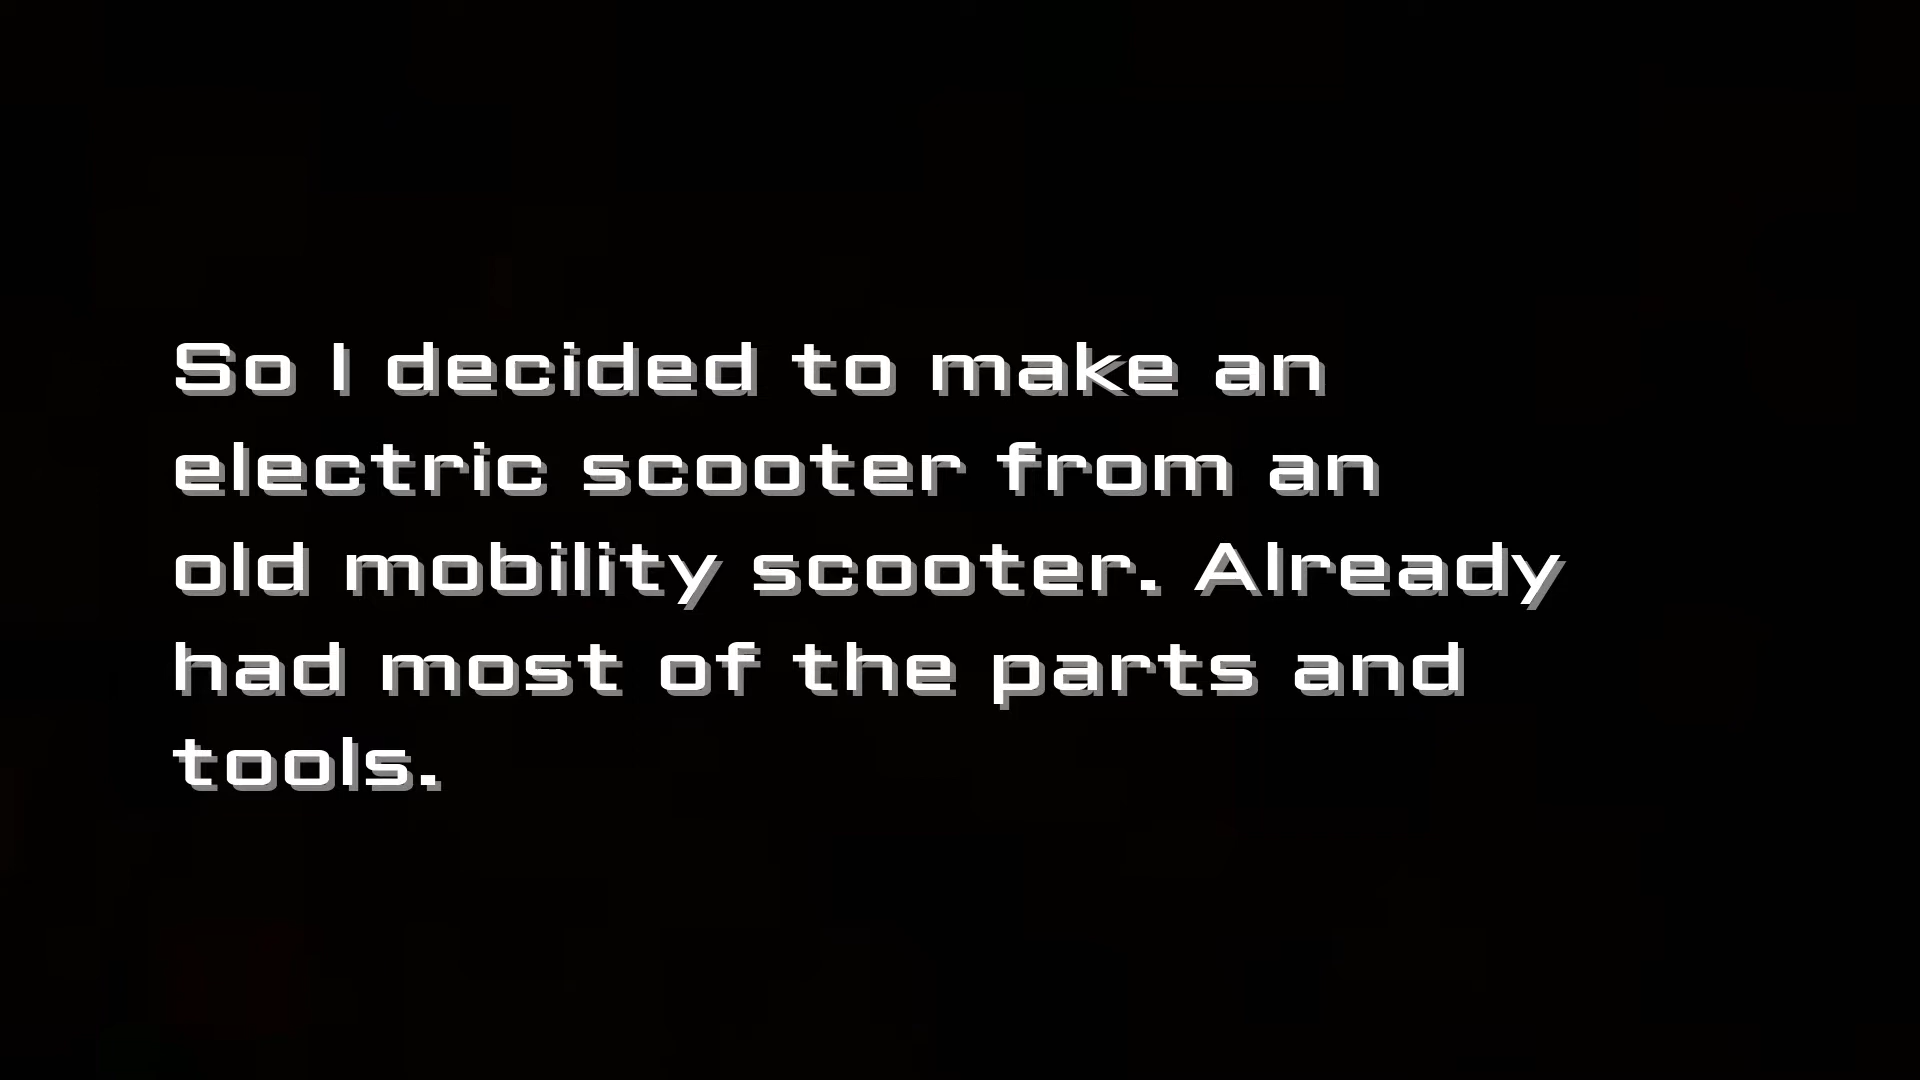 So I decided to make an
electric scooter from an
old mobility scooter. Already
had most of the parts and
tools.